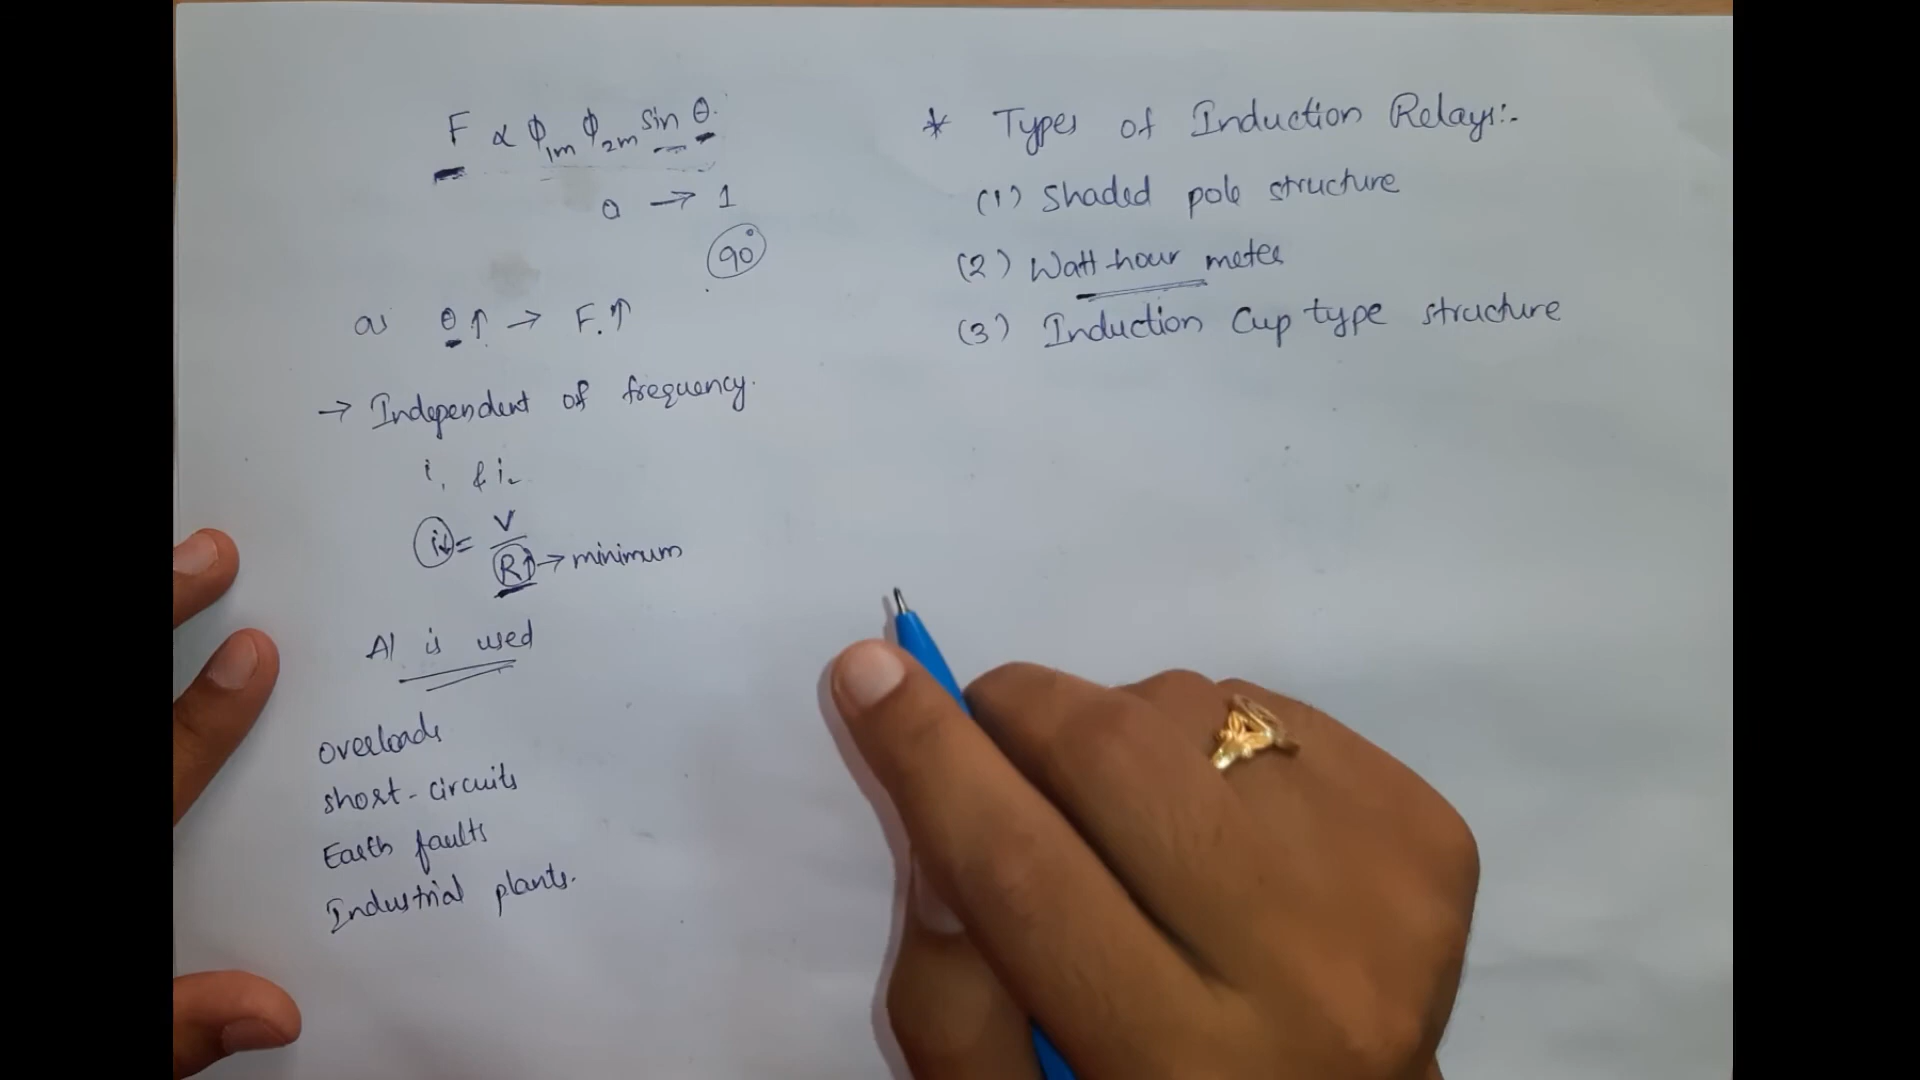 F ∝ ϕ1m ϕ2m sin θ.
0 → 1
90°
as θ↑ → F.↑
→ Independent of frequency.
i1 & i2
i↓ = V / R↑ → minimum
Al is used
overloads
short-circuits
Earth faults
Industrial plants.
* Types of Induction Relays:-
(1) Shaded pole structure
(2) Watt-hour meter
(3) Induction Cup type structure